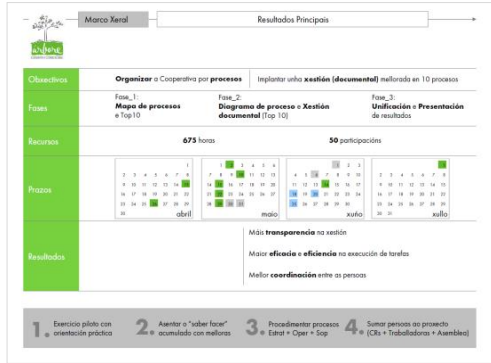 Marco Xeral
Resultados Principais
Obxectivos
Organizar a Cooperativa por procesos
Implantar unha xestión (documental) mellorada en 10 procesos
Fases
Fase_1:
Mapa de procesos
e Top10
Fase_2:
Diagrama de proceso e Xestión
documental (Top 10)
Fase_3:
Unificación e Presentación
de resultados
Recursos
675 horas
50 participacións
Prazos
abril
maio
xuño
xullo
Resultados
Máis transparencia na xestión
Maior eficacia e eficiencia na execución de tarefas
Mellor coordinación entre as persoas
1. Exercicio piloto con
orientación práctica
2. Asentar o "saber facer"
acumulado con melloras
3. Procedimentar procesos
Estrat + Oper + Sop
4. Sumar persoas ao proxecto
(CRs + Traballadoras + Asemblea)